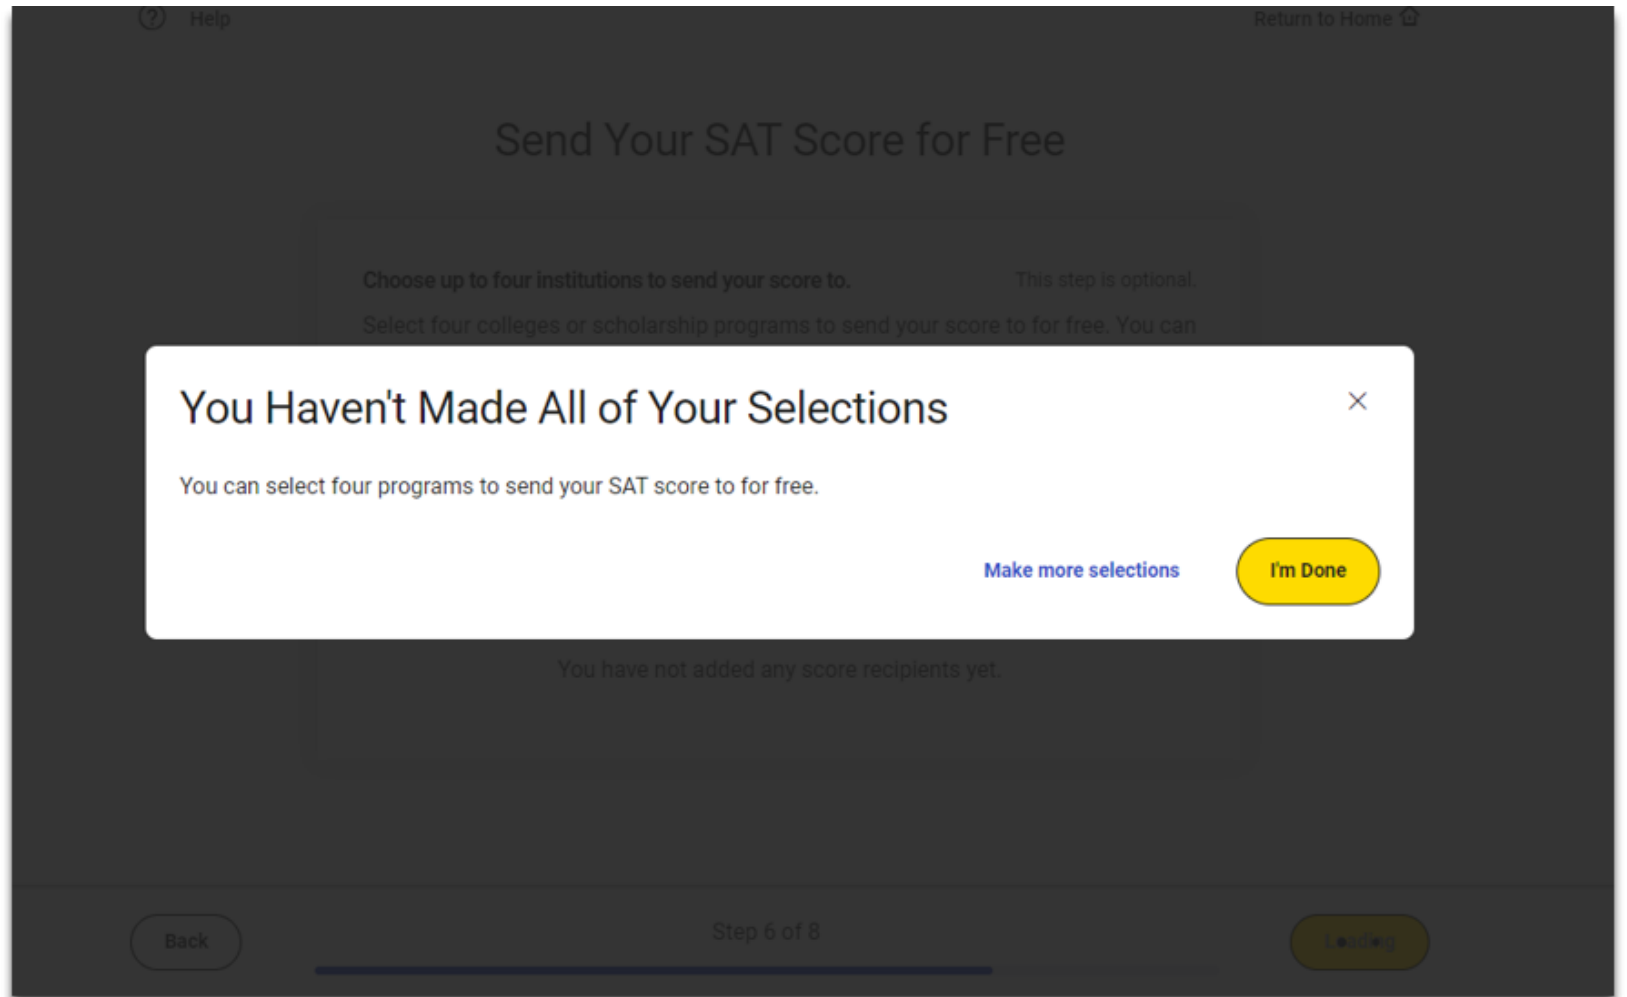 Help
Return to Home
Send Your SAT Score for Free
Choose up to four institutions to send your score to.
This step is optional.
Select four colleges or scholarship programs to send your score to for free. You can
You Haven't Made All of Your Selections
You can select four programs to send your SAT score to for free.
Make more selections
I'm Done
You have not added any score recipients yet.
Back
Step 6 of 8
Loading